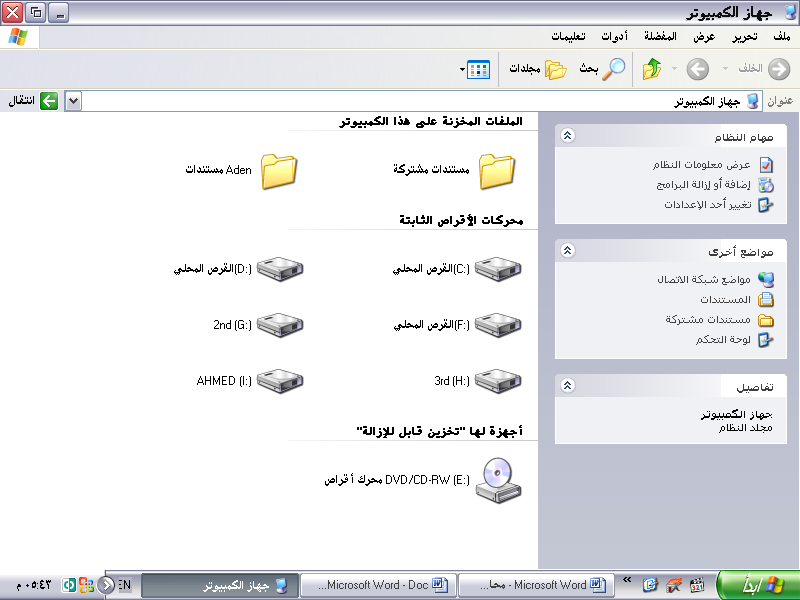 جهاز الكمبيوتر
ملف تحرير عرض المفضلة أدوات تعليمات
الخلف بحث مجلدات
عنوان جهاز الكمبيوتر انتقال
مهام النظام
عرض معلومات النظام
إضافة أو إزالة البرامج
تغيير أحد الإعدادات
مواضع أخرى
مواضع شبكة الاتصال
المستندات
مستندات مشتركة
لوحة التحكم
تفاصيل
جهاز الكمبيوتر
مجلد النظام
الملفات المخزنة على هذا الكمبيوتر
مستندات مشتركة
Aden مستندات
محركات الأقراص الثابتة
(C:)القرص المحلي
(D:)القرص المحلي
(F:)القرص المحلي
2nd (G:)
3rd (H:)
AHMED (I:)
أجهزة لها "تخزين قابل للإزالة"
DVD/CD-RW (E:) محرك أقراص
ابدأ
Microsoft Word - محا...
Microsoft Word - Doc...
جهاز الكمبيوتر
EN
٠٥:٤٣ م